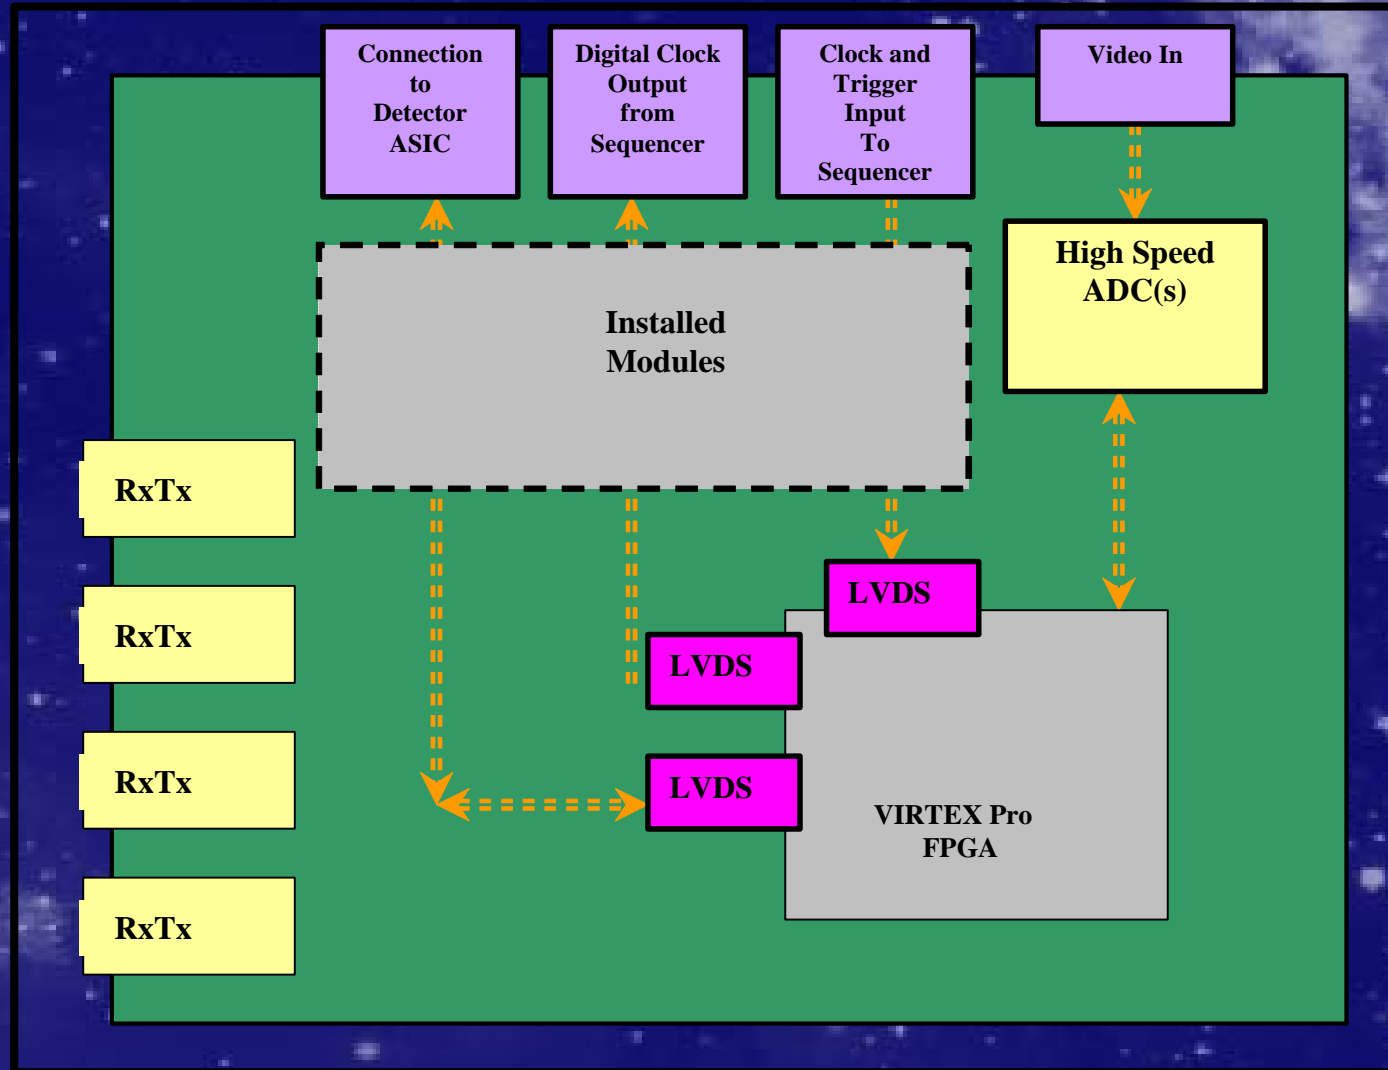 Connection
to
Detector
ASIC
Digital Clock
Output
from
Sequencer
Clock and
Trigger
Input
To
Sequencer
Video In
High Speed
ADC(s)
Installed
Modules
RxTx
RxTx
RxTx
RxTx
LVDS
LVDS
LVDS
VIRTEX Pro
FPGA